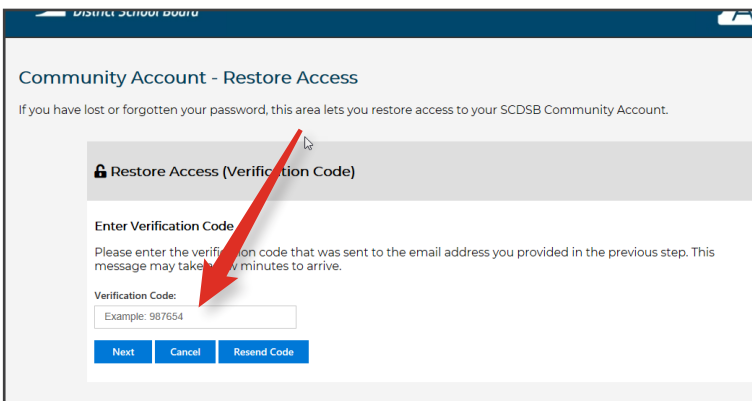 District School Board
Community Account - Restore Access
If you have lost or forgotten your password, this area lets you restore access to your SCDSB Community Account.
Restore Access (Verification Code)
Enter Verification Code
Please enter the verification code that was sent to the email address you provided in the previous step. This
message may take a few minutes to arrive.
Verification Code:
Example: 987654
Next Cancel Resend Code